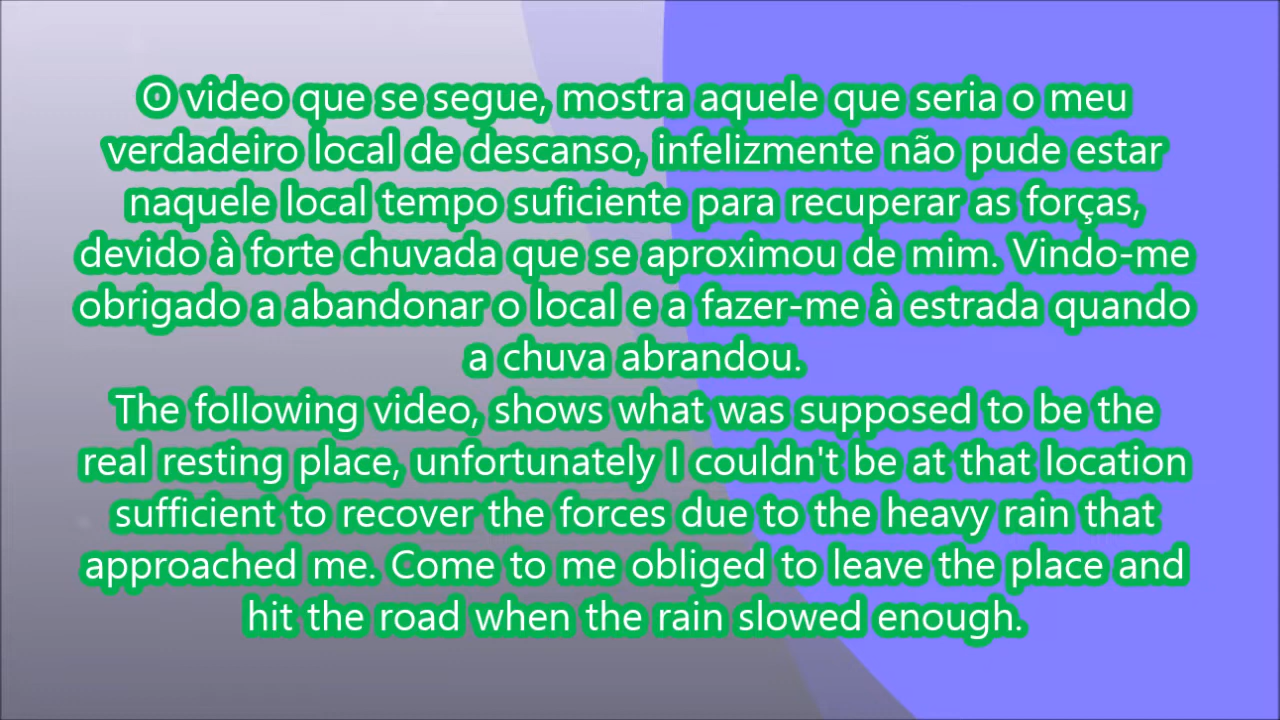 O video que se segue, mostra aquele que seria o meu
verdadeiro local de descanso, infelizmente não pude estar
naquele local tempo suficiente para recuperar as forças,
devido à forte chuvada que se aproximou de mim. Vindo-me
obrigado a abandonar o local e a fazer-me à estrada quando
a chuva abrandou.
The following video, shows what was supposed to be the
real resting place, unfortunately I couldn't be at that location
sufficient to recover the forces due to the heavy rain that
approached me. Come to me obliged to leave the place and
hit the road when the rain slowed enough.